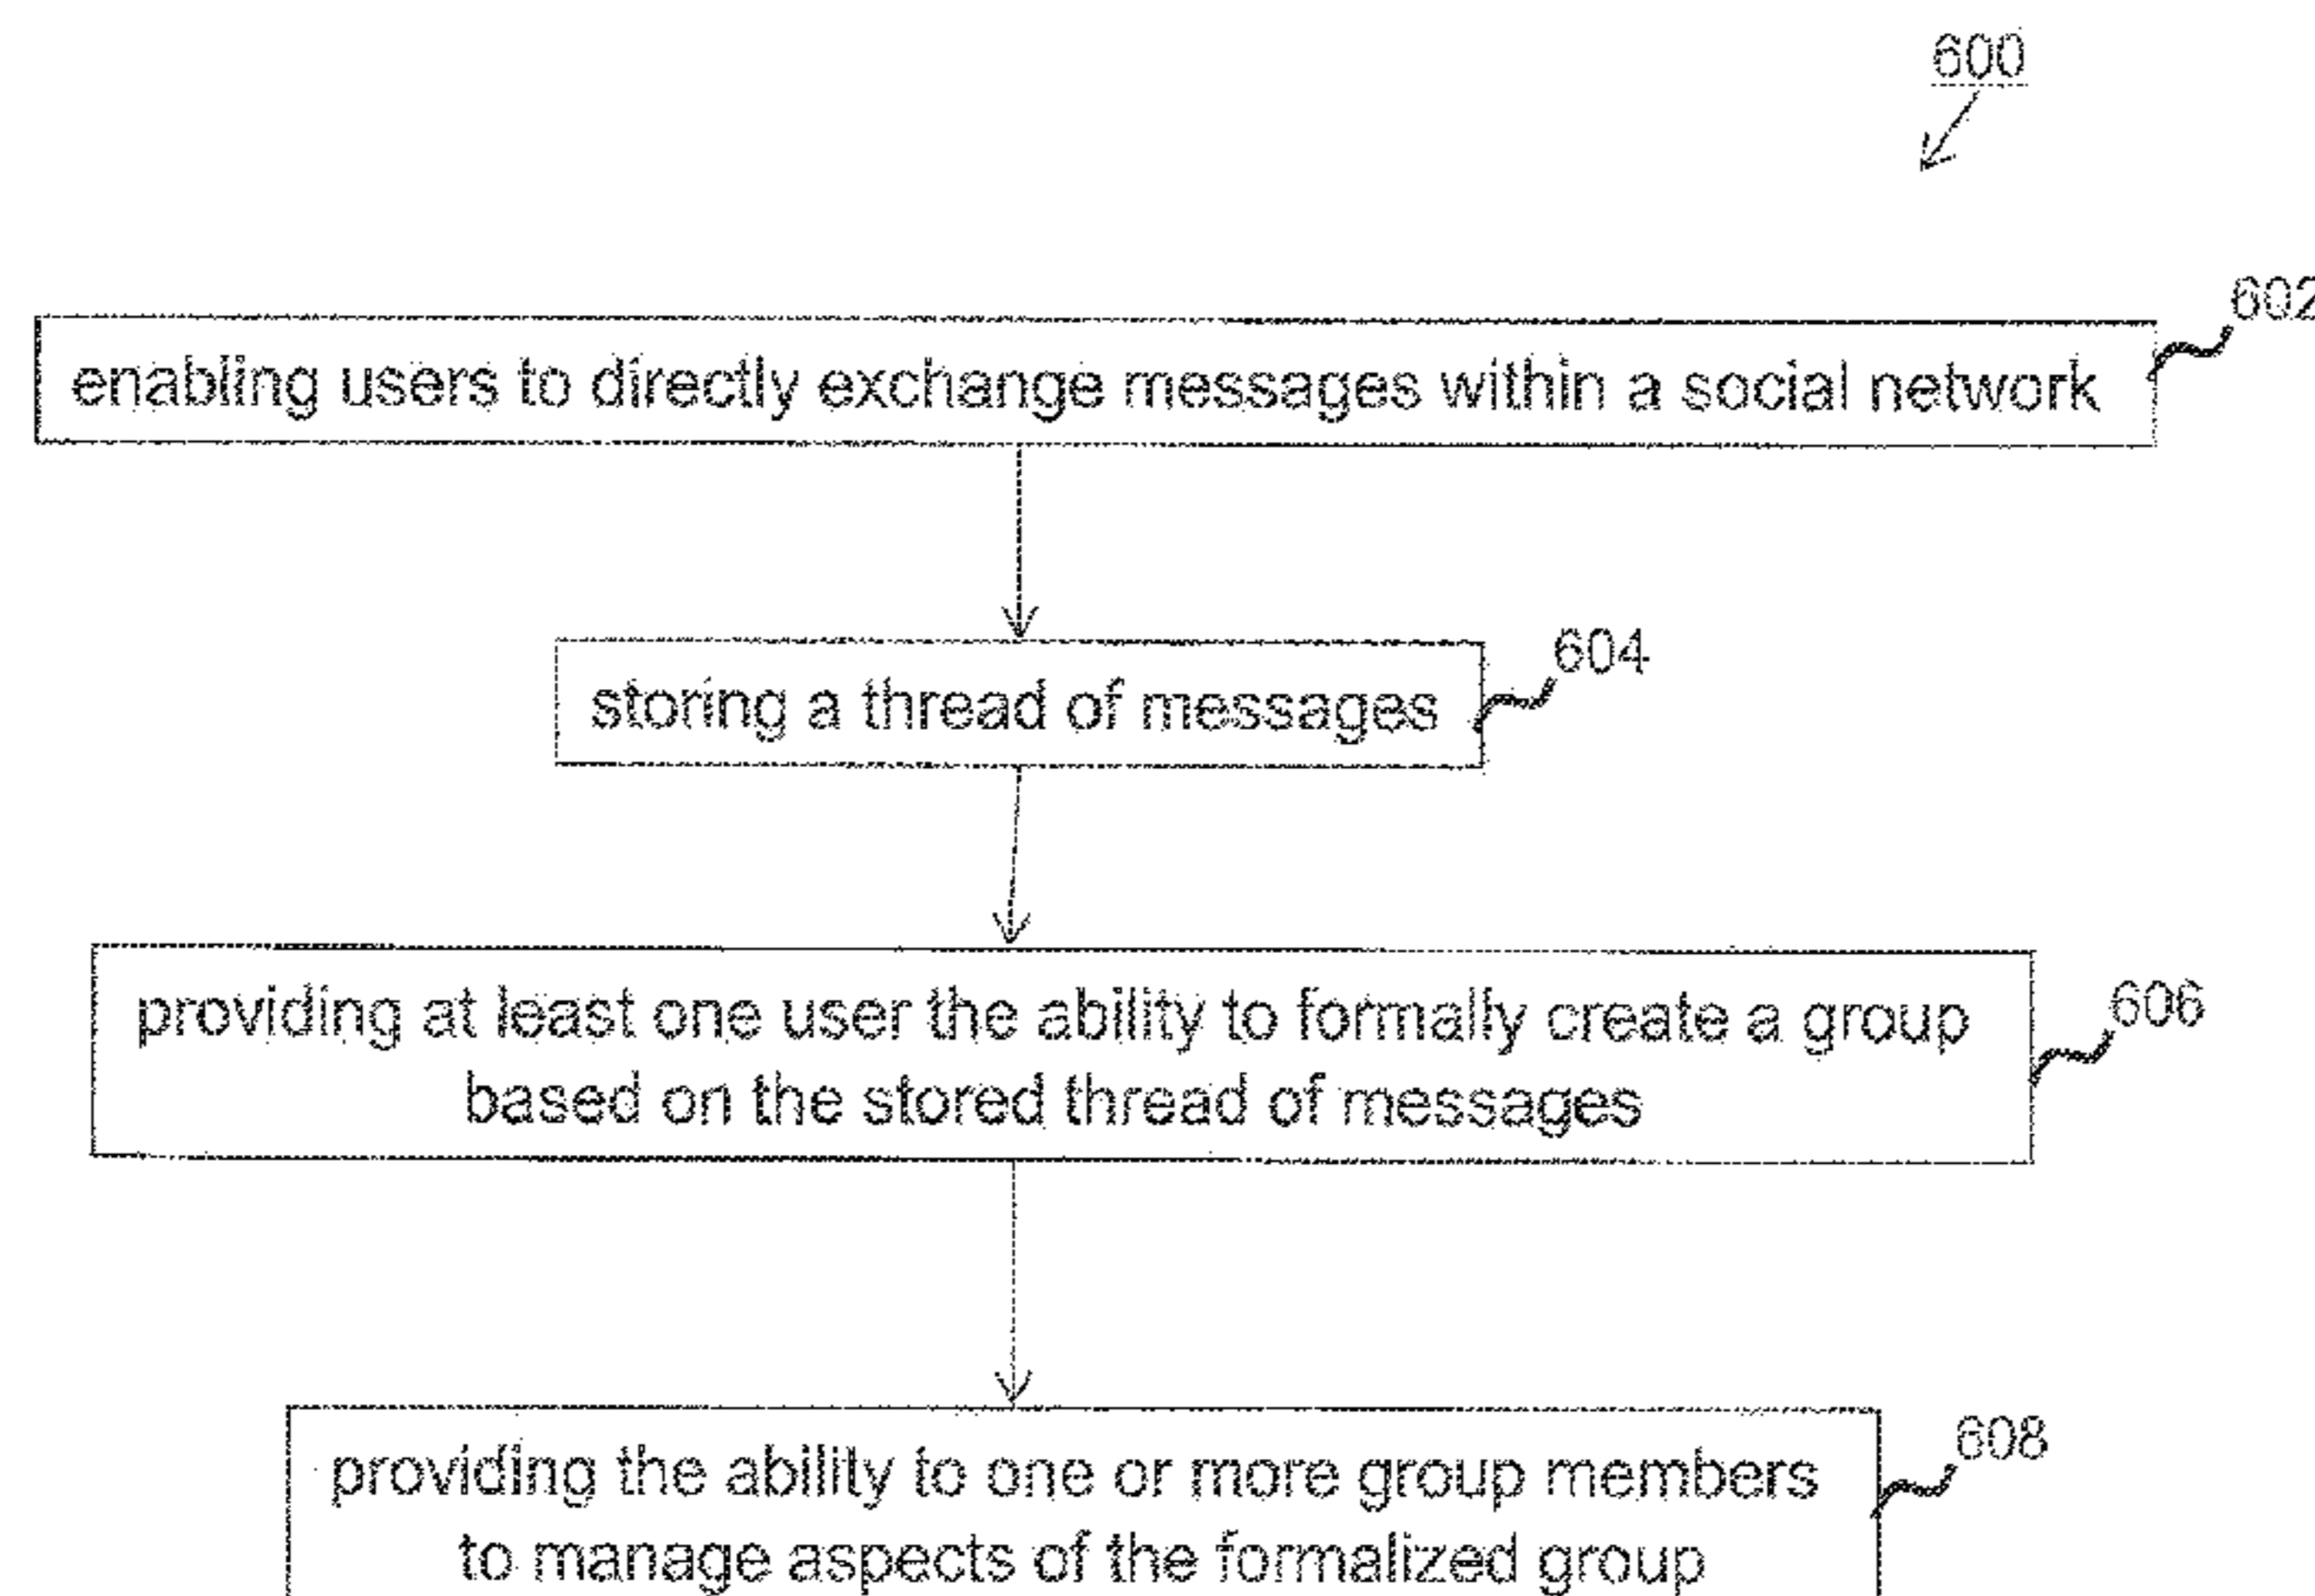 600
602
enabling users to directly exchange messages within a social network
604
storing a thread of messages
606
providing at least one user the ability to formally create a group
based on the stored thread of messages
608
providing the ability to one or more group members
to manage aspects of the formalized group